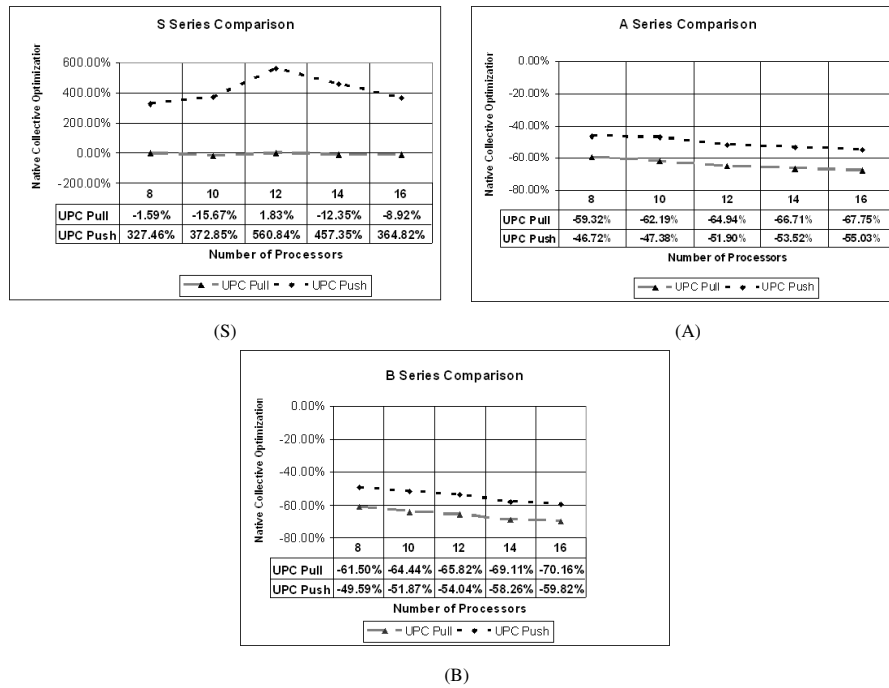 S Series Comparison
Native Collective Optimization
600.00%
400.00%
200.00%
0.00%
-200.00%
8 10 12 14 16
UPC Pull -1.59% -15.67% 1.83% -12.35% -8.92%
UPC Push 327.46% 372.85% 560.84% 457.35% 364.82%
Number of Processors
UPC Pull UPC Push
(S)
A Series Comparison
Native Collective Optimization
0.00%
-20.00%
-40.00%
-60.00%
-80.00%
8 10 12 14 16
UPC Pull -59.32% -62.19% -64.94% -66.71% -67.75%
UPC Push -46.72% -47.38% -51.90% -53.52% -55.03%
Number of Processors
UPC Pull UPC Push
(A)
B Series Comparison
Native Collective Optimization
0.00%
-20.00%
-40.00%
-60.00%
-80.00%
8 10 12 14 16
UPC Pull -61.50% -64.44% -65.82% -69.11% -70.16%
UPC Push -49.59% -51.87% -54.04% -58.26% -59.82%
Number of Processors
UPC Pull UPC Push
(B)